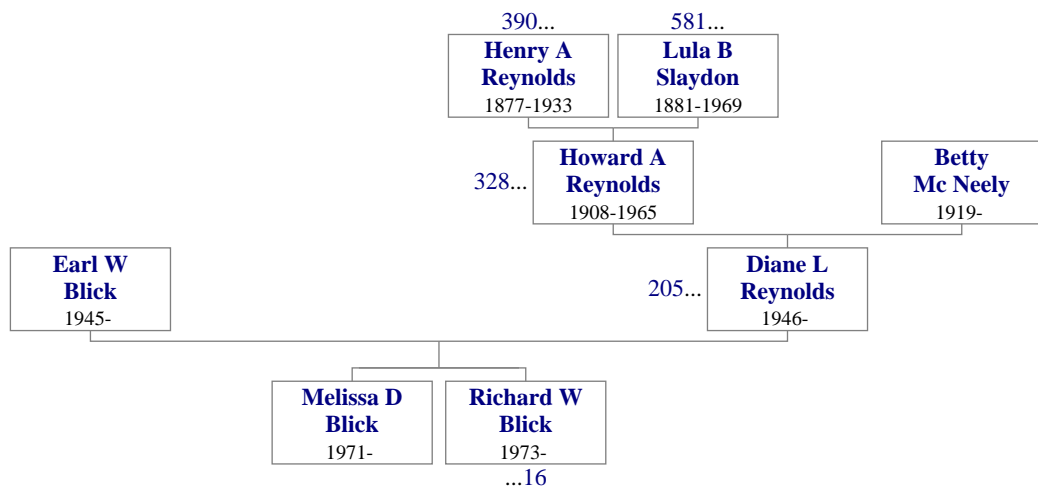 390...
581...
Henry A
Reynolds
1877-1933
Lula B
Slaydon
1881-1969
328...
Howard A
Reynolds
1908-1965
Betty
Mc Neely
1919-
Earl W
Blick
1945-
205...
Diane L
Reynolds
1946-
Melissa D
Blick
1971-
Richard W
Blick
1973-
...16